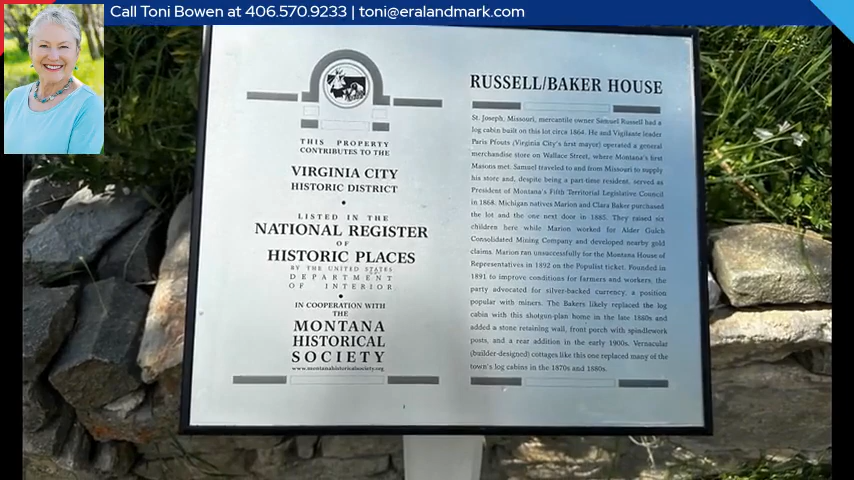 Call Toni Bowen at 406.570.9233 | toni@eralandmark.com
THIS PROPERTY
CONTRIBUTES TO THE
VIRGINIA CITY
HISTORIC DISTRICT
LISTED IN THE
NATIONAL REGISTER
OF
HISTORIC PLACES
BY THE UNITED STATES
DEPARTMENT
OF INTERIOR
IN COOPERATION WITH
THE
MONTANA
HISTORICAL
SOCIETY
www.montanahistoricalsociety.org
RUSSELL/BAKER HOUSE
St. Joseph, Missouri, mercantile owner Samuel Russell had a
log cabin built on this lot circa 1864. He and Vigilante leader
Paris Pfouts (Virginia City's first mayor) operated a general
merchandise store on Wallace Street, where Montana's first
Masons met. Samuel traveled to and from Missouri to supply
his store and, despite being a part-time resident, served as
President of Montana's Fifth Territorial Legislative Council
in 1868. Michigan natives Marion and Clara Baker purchased
the lot and the one next door in 1885. They raised six
children here while Marion worked for Alder Gulch
Consolidated Mining Company and developed nearby gold
claims. Marion ran unsuccessfully for the Montana House of
Representatives in 1892 on the Populist ticket. Founded in
1891 to improve conditions for farmers and workers, the
party advocated for silver-backed currency, a position
popular with miners. The Bakers likely replaced the log
cabin with this shotgun-plan home in the late 1880s and
added a stone retaining wall, front porch with spindlework
posts, and a rear addition in the early 1900s. Vernacular
(builder-designed) cottages like this one replaced many of the
town's log cabins in the 1870s and 1880s.